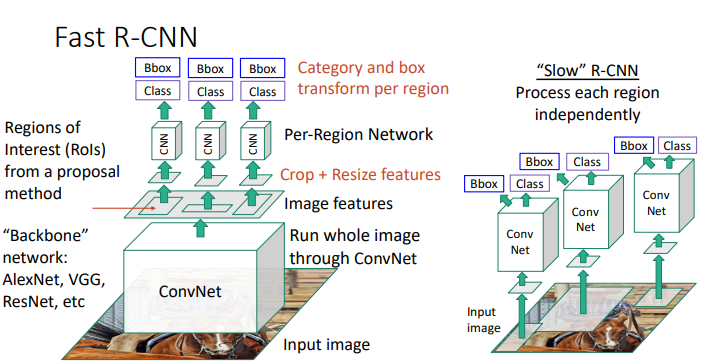 Fast R-CNN
Bbox
Bbox
Bbox
Class
Class
Class
Category and box
transform per region
CNN
CNN
CNN
Per-Region Network
Regions of
Interest (RoIs)
from a proposal
method
Crop + Resize features
Image features
"Backbone"
network:
AlexNet, VGG,
ResNet, etc
Run whole image
through ConvNet
ConvNet
Input image
"Slow" R-CNN
Process each region
independently
Bbox
Class
Bbox
Class
Bbox
Class
Conv
Net
Conv
Net
Conv
Net
Input
image